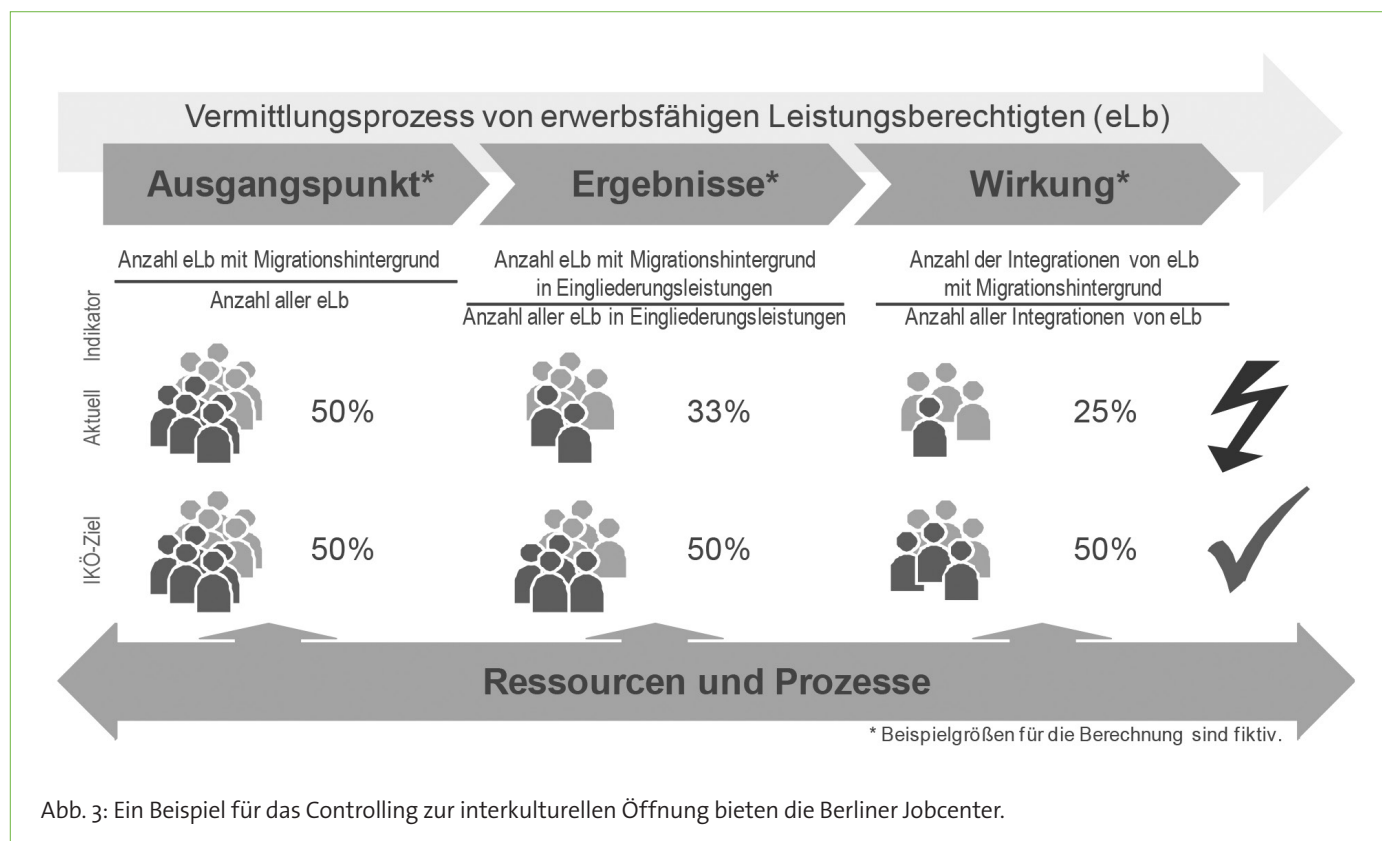 Vermittlungsprozess von erwerbsfähigen Leistungsberechtigten (eLb)
Ausgangspunkt*
Ergebnisse*
Wirkung*
Indikator
Anzahl eLb mit Migrationshintergrund
Anzahl aller eLb
Anzahl eLb mit Migrationshintergrund
in Eingliederungsleistungen
Anzahl aller eLb in Eingliederungsleistungen
Anzahl der Integrationen von eLb
mit Migrationshintergrund
Anzahl aller Integrationen von eLb
Aktuell
50%
33%
25%
IKÖ-Ziel
50%
50%
50%
Ressourcen und Prozesse
* Beispielgrößen für die Berechnung sind fiktiv.
Abb. 3: Ein Beispiel für das Controlling zur interkulturellen Öffnung bieten die Berliner Jobcenter.